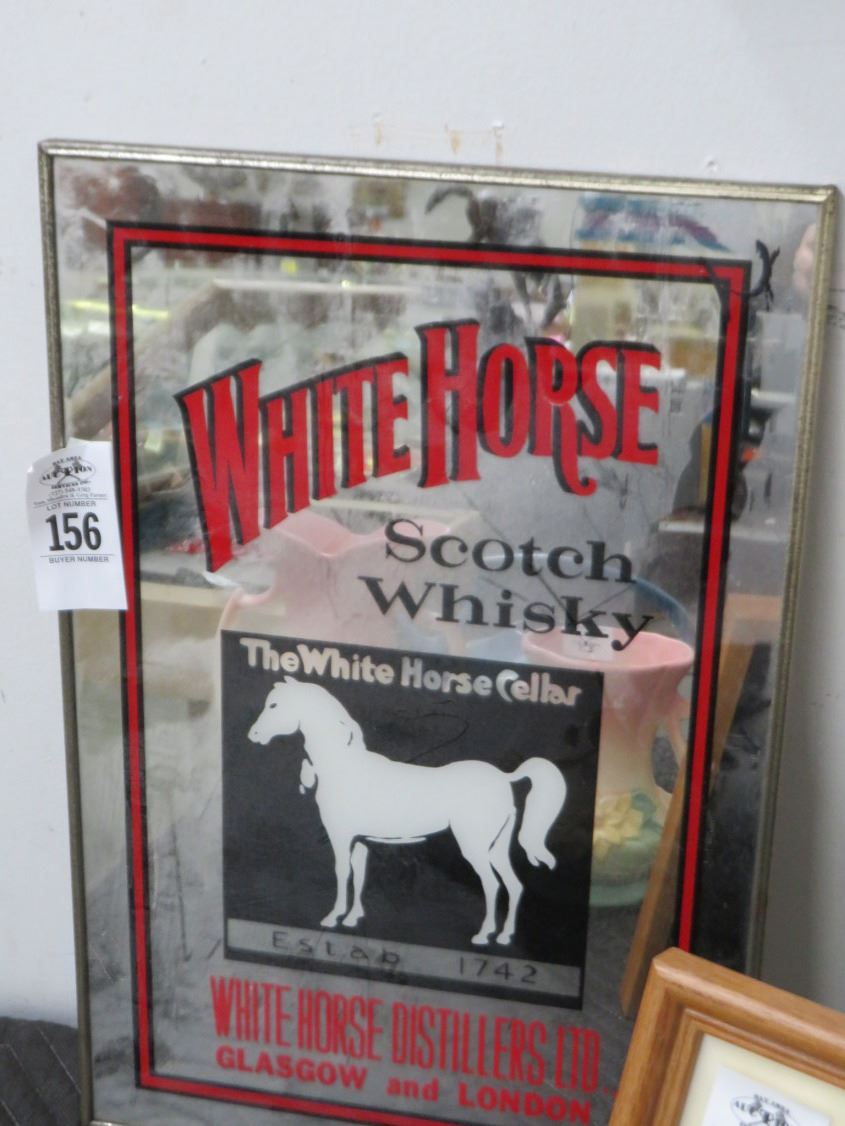 WHITE HORSE
Scotch
Whisky
The White Horse Cellar
Estab 1742
WHITE HORSE DISTILLERS LTD.
GLASGOW and LONDON
AUCTION
LOT NUMBER
156
BUYER NUMBER